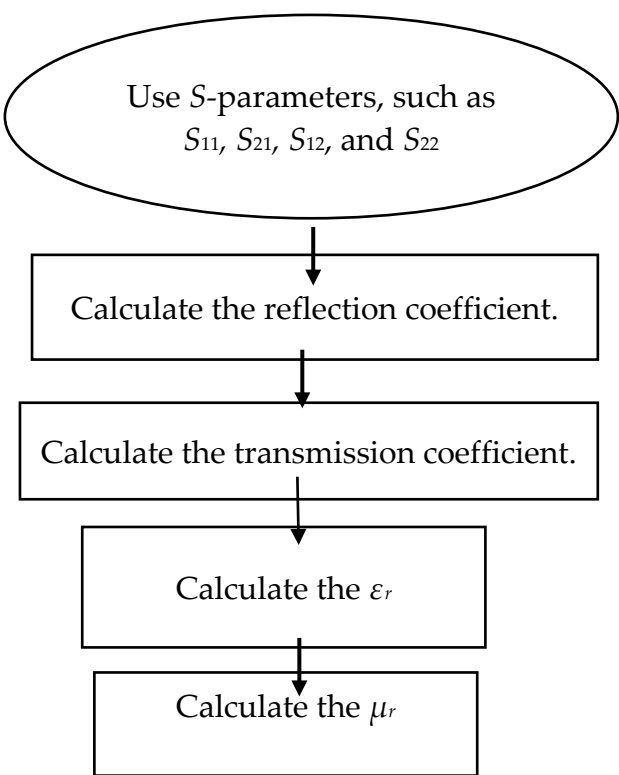 Use S-parameters, such as
S₁₁, S₂₁, S₁₂, and S₂₂
Calculate the reflection coefficient.
Calculate the transmission coefficient.
Calculate the εᵣ
Calculate the μᵣ